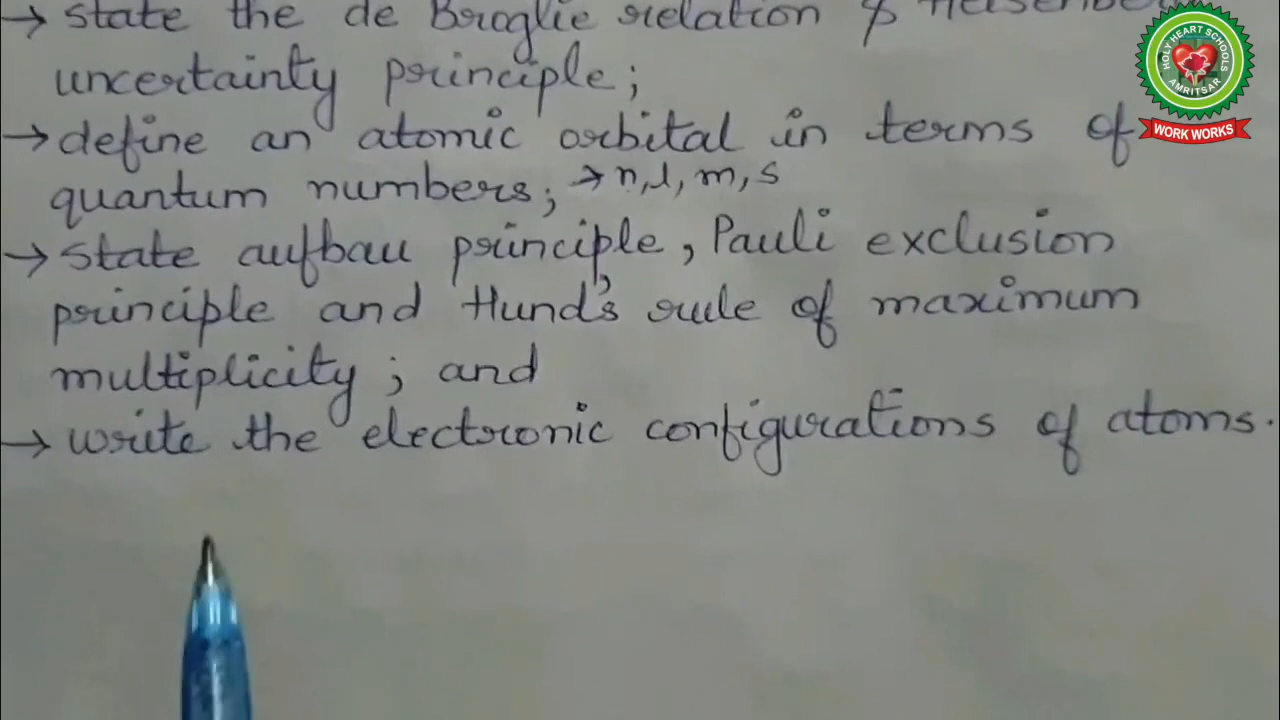 → state the de Broglie relation & Heisenberg
uncertainty principle;
→ define an atomic orbital in terms of
quantum numbers; → n, l, m, s
→ state aufbau principle, Pauli exclusion
principle and Hund's rule of maximum
multiplicity; and
→ write the electronic configurations of atoms.
HOLY HEART SCHOOLS
AMRITSAR
WORK WORKS